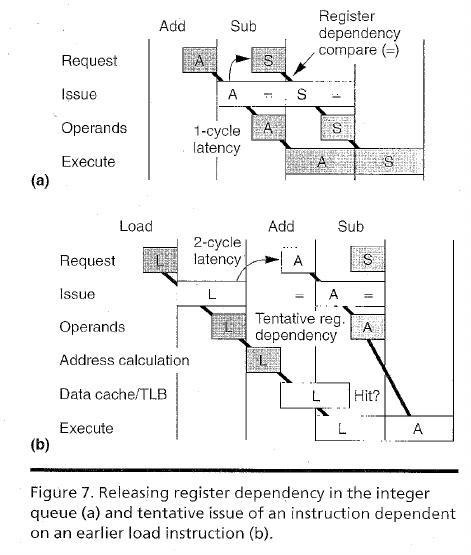 Add Sub Register
dependency
compare (=)
Request A S
Issue A = S =
Operands 1-cycle A S
latency
Execute A S
(a)
Load Add Sub
2-cycle
Request L latency A S
Issue L = A =
Operands L Tentative reg. A
dependency
Address calculation L
Data cache/TLB L Hit?
Execute L A
(b)
Figure 7. Releasing register dependency in the integer
queue (a) and tentative issue of an instruction dependent
on an earlier load instruction (b).